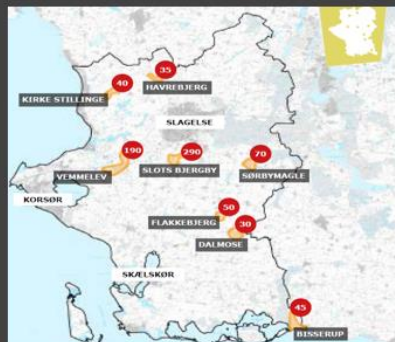 35
40
HAVREBJERG
KIRKE STILLINGE
SLAGELSE
190
290
70
VEMMELEV
SLOTS BJERGBY
SØRBYMAGLE
KORSØR
50
FLAKKEBJERG
30
DALMOSE
SKÆLSKØR
45
BISSERUP